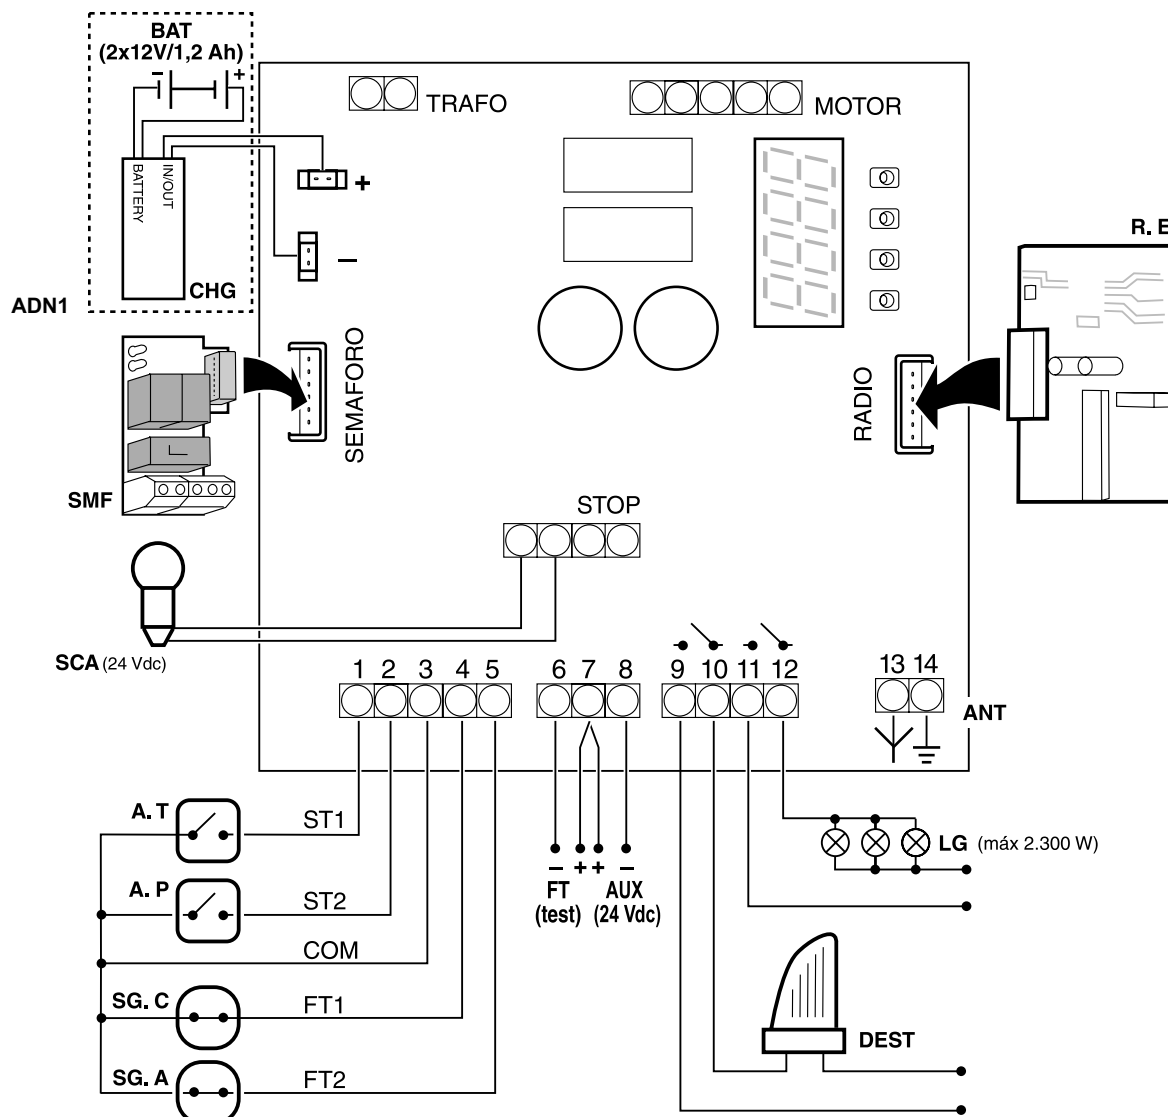 BAT
(2x12V/1,2 Ah)
– +
BATTERY
IN/OUT
CHG
ADN1
TRAFO
MOTOR
+
–
R. E
SEMAFORO
RADIO
SMF
STOP
SCA (24 Vdc)
1 2 3 4 5
6 7 8
9 10 11 12
13 14
ANT
A. T
ST1
A. P
ST2
COM
SG. C
FT1
SG. A
FT2
– + + –
FT
(test)
AUX
(24 Vdc)
LG (máx 2.300 W)
DEST